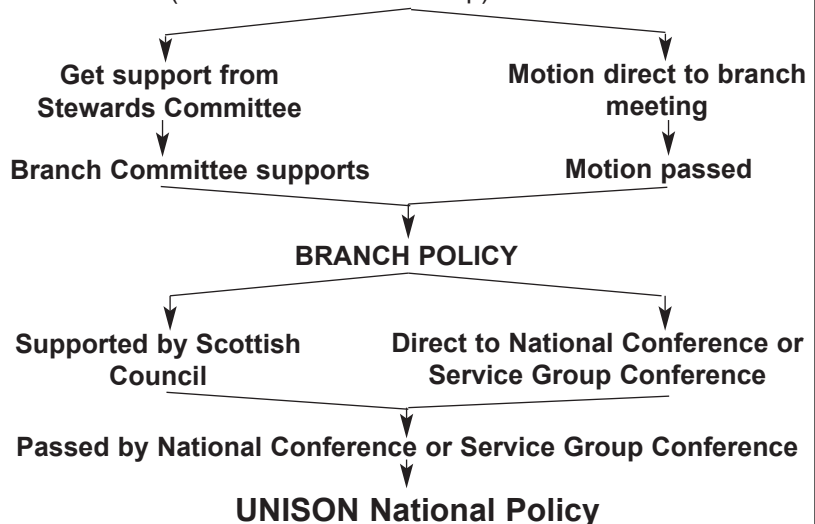 Get support from
Stewards Committee
Motion direct to branch
meeting
Branch Committee supports
Motion passed
BRANCH POLICY
Supported by Scottish
Council
Direct to National Conference or
Service Group Conference
Passed by National Conference or Service Group Conference
UNISON National Policy